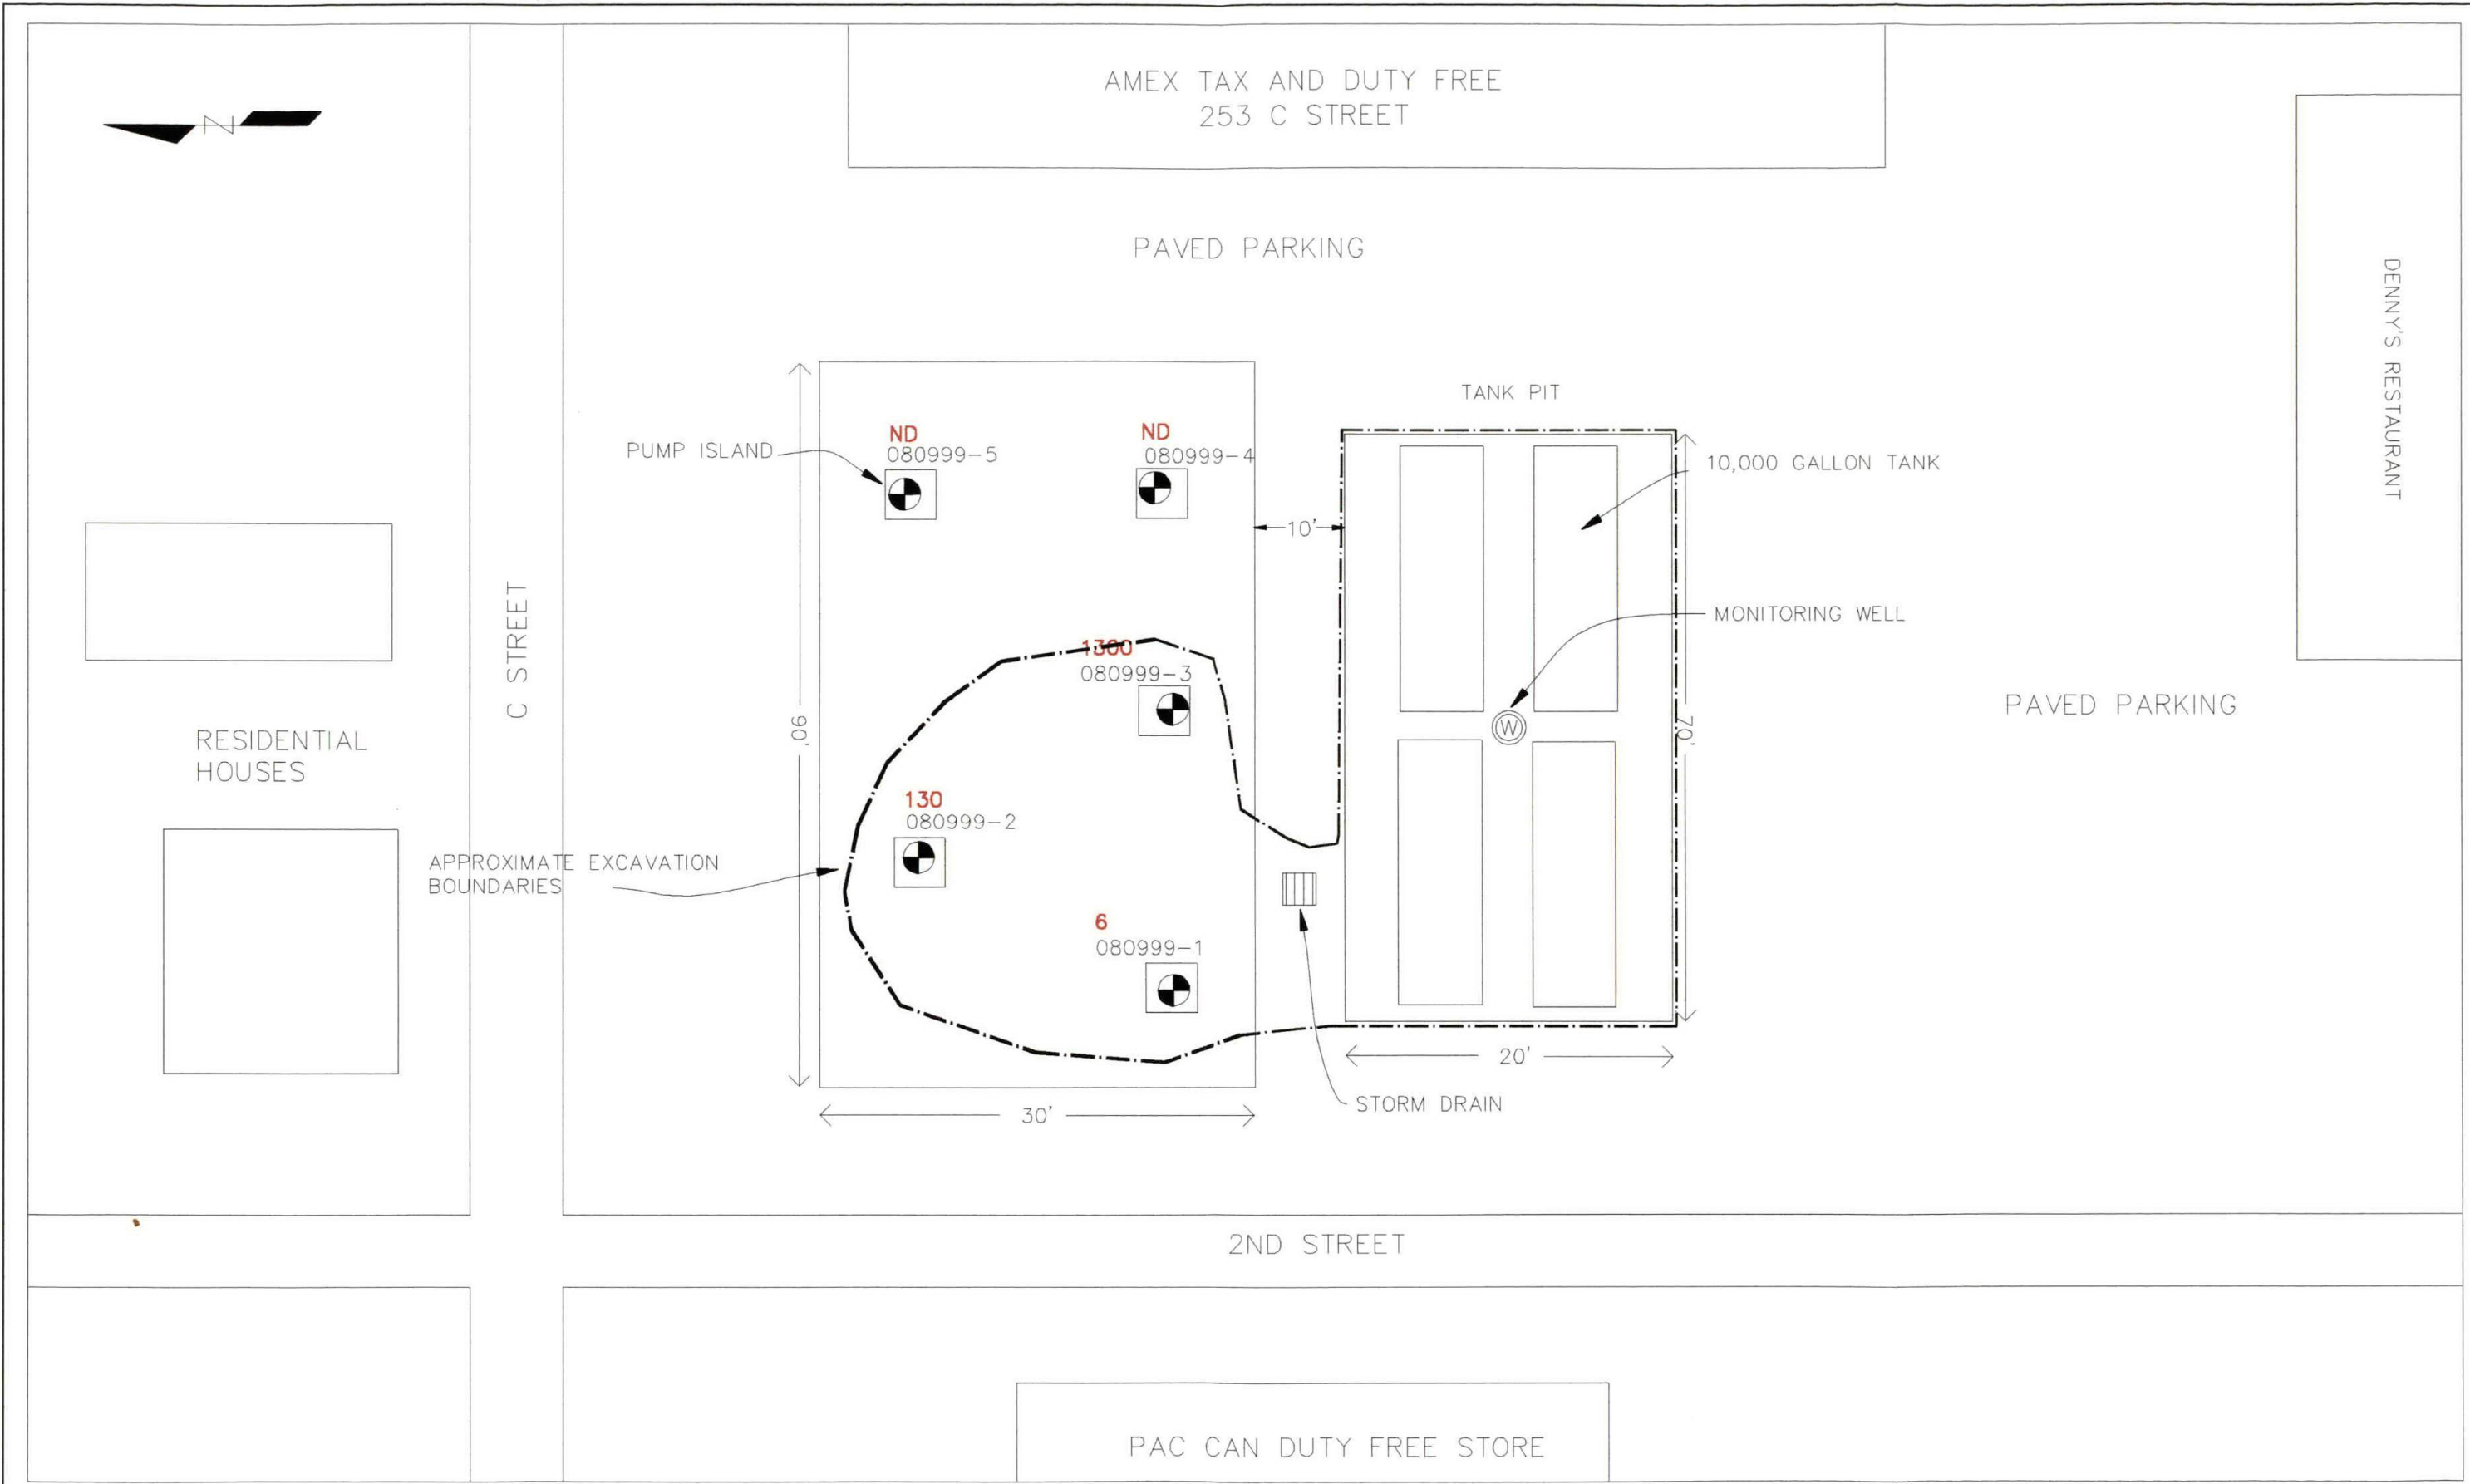 AMEX TAX AND DUTY FREE
253 C STREET
N
PAVED PARKING
DENNY'S RESTAURANT
TANK PIT
ND
080999-5
ND
080999-4
PUMP ISLAND
10,000 GALLON TANK
10'
C STREET
MONITORING WELL
1300
080999-3
90'
W
70'
PAVED PARKING
RESIDENTIAL
HOUSES
130
080999-2
APPROXIMATE EXCAVATION
BOUNDARIES
6
080999-1
20'
30'
STORM DRAIN
2ND STREET
PAC CAN DUTY FREE STORE